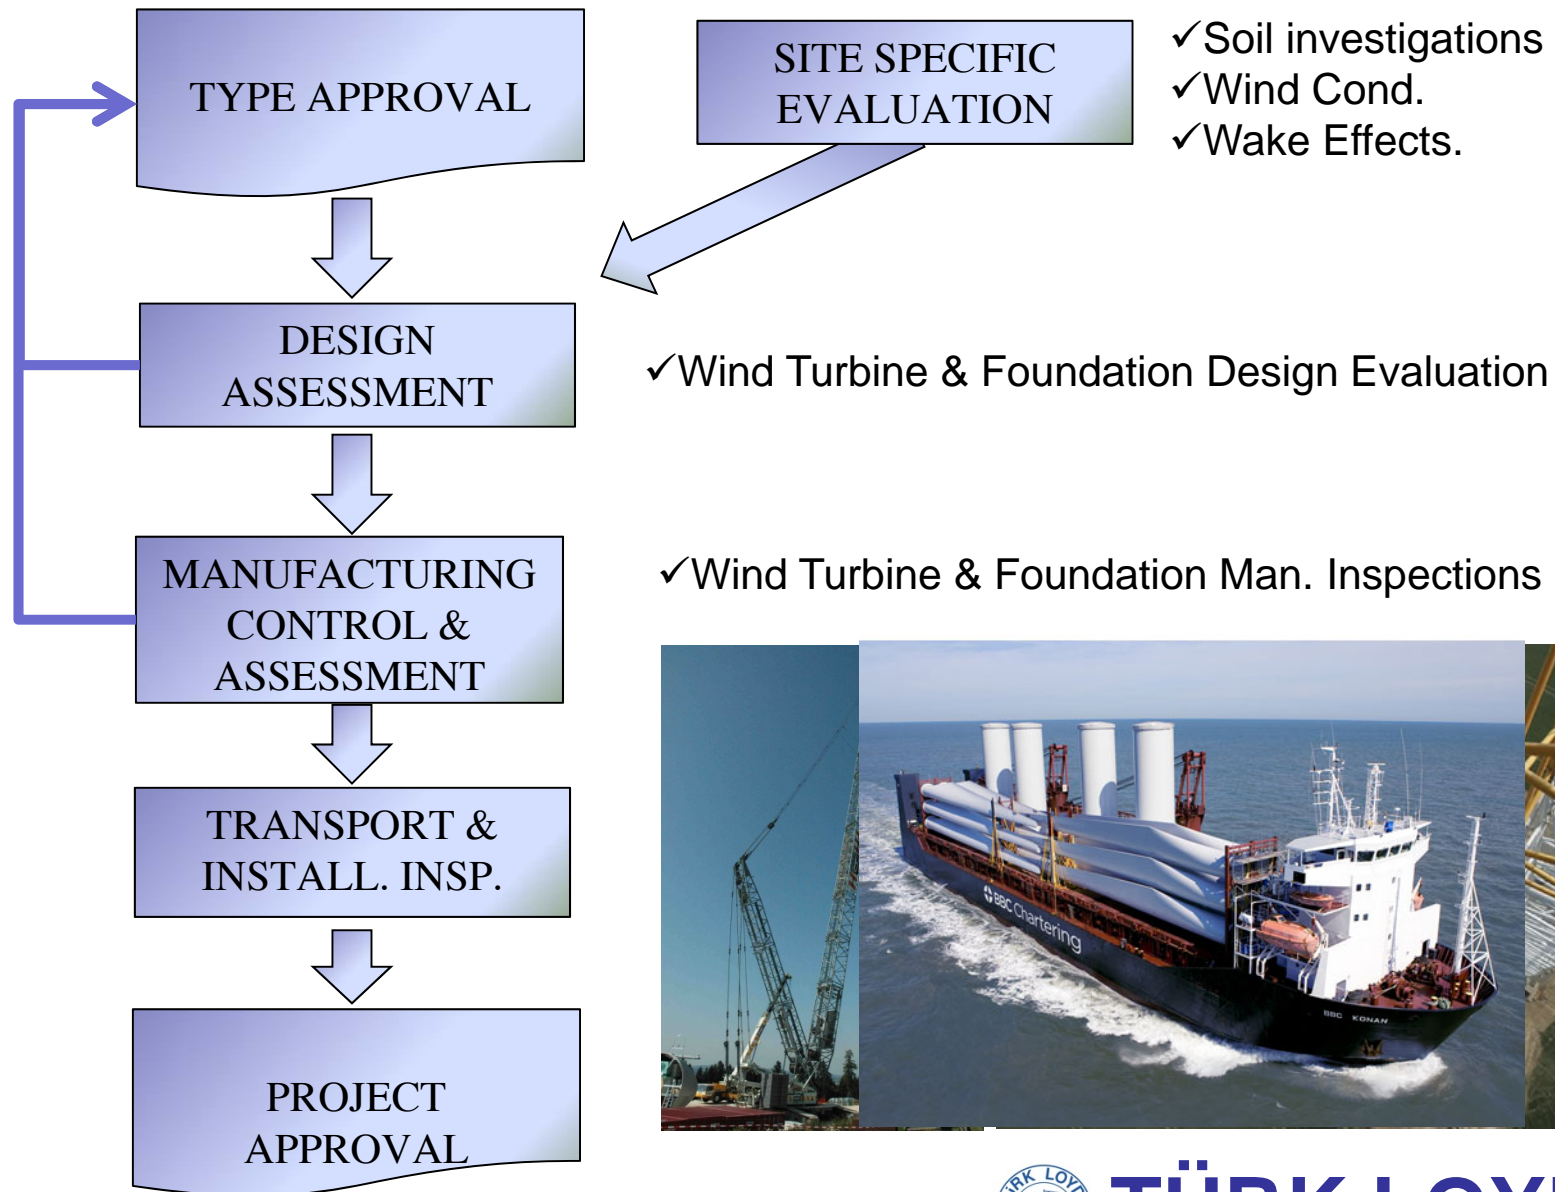 TYPE APPROVAL
SITE SPECIFIC
EVALUATION
✓Soil investigations
✓Wind Cond.
✓Wake Effects.
DESIGN
ASSESSMENT
✓Wind Turbine & Foundation Design Evaluation
MANUFACTURING
CONTROL &
ASSESSMENT
✓Wind Turbine & Foundation Man. Inspections
TRANSPORT &
INSTALL. INSP.
BBC Chartering
BBC KONAN
PROJECT
APPROVAL